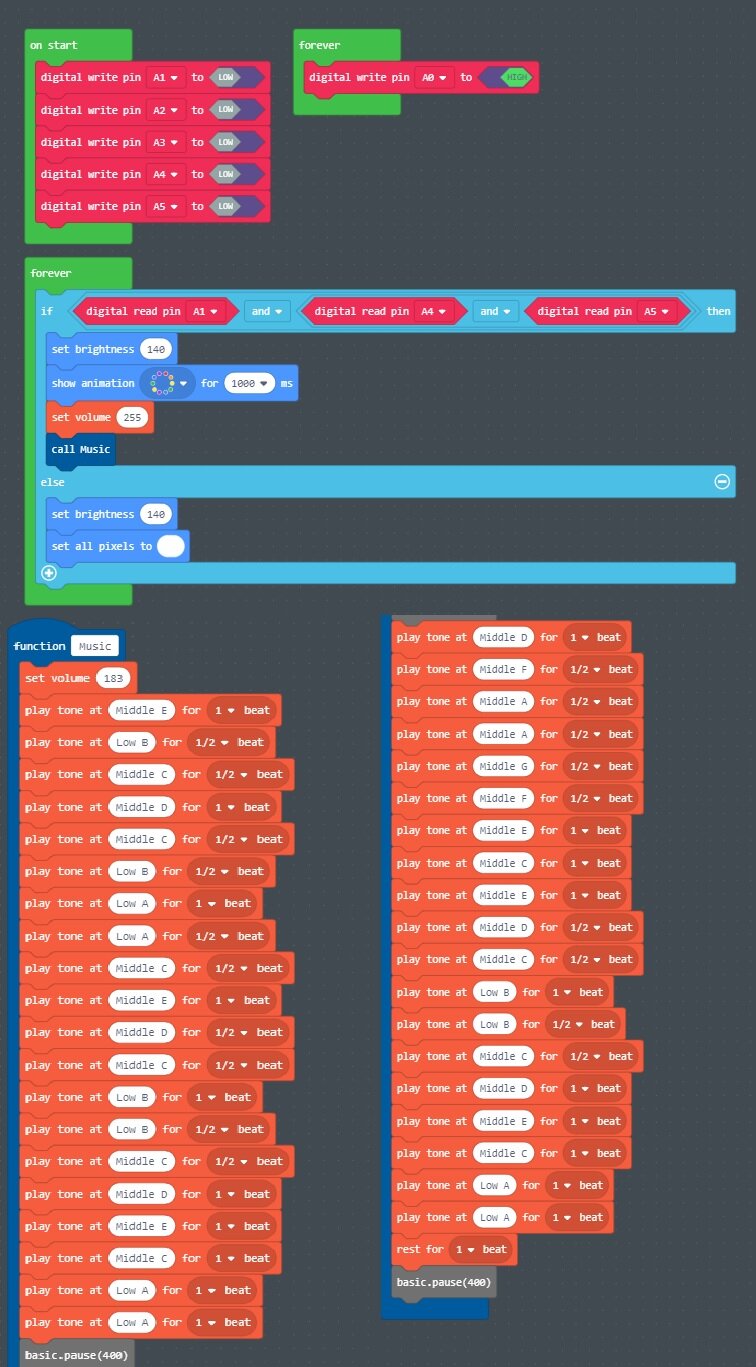 on start
digital write pin A1 to LOW
digital write pin A2 to LOW
digital write pin A3 to LOW
digital write pin A4 to LOW
digital write pin A5 to LOW
forever
digital write pin A0 to HIGH
forever
if digital read pin A1 and digital read pin A4 and digital read pin A5 then
set brightness 140
show animation for 1000 ms
set volume 255
call Music
else
set brightness 140
set all pixels to
function Music
set volume 183
play tone at Middle E for 1 beat
play tone at Low B for 1/2 beat
play tone at Middle C for 1/2 beat
play tone at Middle D for 1 beat
play tone at Middle C for 1/2 beat
play tone at Low B for 1/2 beat
play tone at Low A for 1 beat
play tone at Low A for 1/2 beat
play tone at Middle C for 1/2 beat
play tone at Middle E for 1 beat
play tone at Middle D for 1/2 beat
play tone at Middle C for 1/2 beat
play tone at Low B for 1 beat
play tone at Low B for 1/2 beat
play tone at Middle C for 1/2 beat
play tone at Middle D for 1 beat
play tone at Middle E for 1 beat
play tone at Middle C for 1 beat
play tone at Low A for 1 beat
play tone at Low A for 1 beat
basic.pause(400)
play tone at Middle D for 1 beat
play tone at Middle F for 1/2 beat
play tone at Middle A for 1/2 beat
play tone at Middle A for 1/2 beat
play tone at Middle G for 1/2 beat
play tone at Middle F for 1/2 beat
play tone at Middle E for 1 beat
play tone at Middle C for 1 beat
play tone at Middle E for 1 beat
play tone at Middle D for 1/2 beat
play tone at Middle C for 1/2 beat
play tone at Low B for 1 beat
play tone at Low B for 1/2 beat
play tone at Middle C for 1/2 beat
play tone at Middle D for 1 beat
play tone at Middle E for 1 beat
play tone at Middle C for 1 beat
play tone at Low A for 1 beat
play tone at Low A for 1 beat
rest for 1 beat
basic.pause(400)